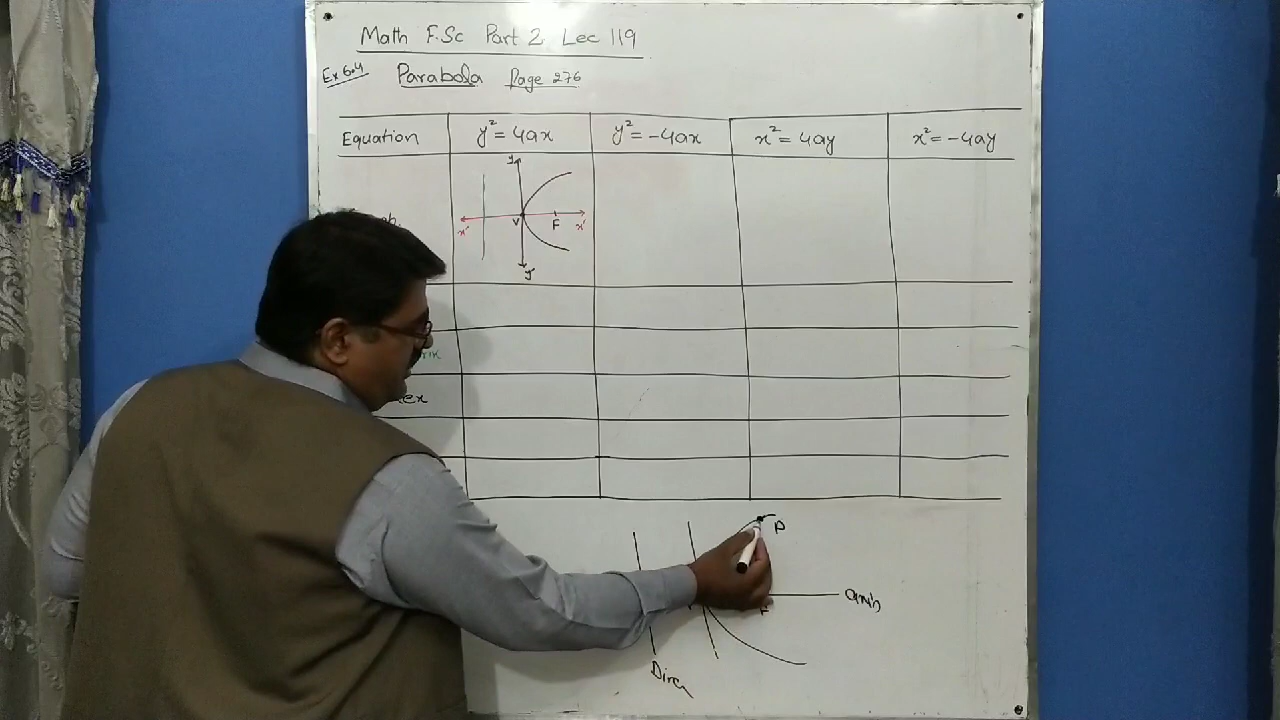 Math F.Sc Part 2 Lec 119
Ex 6.4 Parabola Page 276
Equation y² = 4ax y² = -4ax x² = 4ay x² = -4ay
y
x' V F x'
y
P
axis
F
Direc